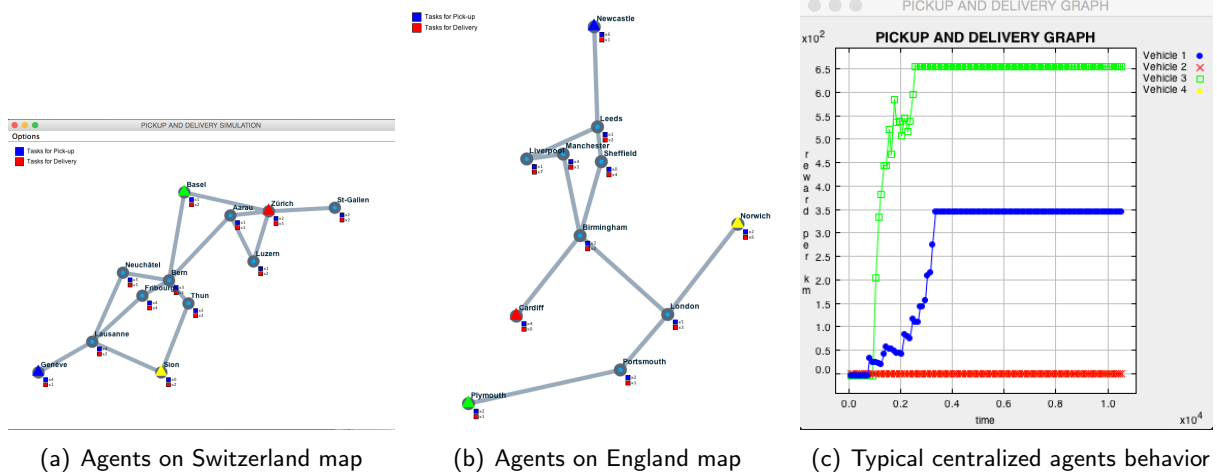 PICKUP AND DELIVERY SIMULATION
Options
Tasks for Pick-up
Tasks for Delivery
Basel
Zürich
Aarau
St-Gallen
Luzern
Neuchâtel
Bern
Fribourg
Thun
Lausanne
Genève
Sion
(a) Agents on Switzerland map
Tasks for Pick-up
Tasks for Delivery
Newcastle
Leeds
Liverpool
Manchester
Sheffield
Norwich
Birmingham
Cardiff
London
Portsmouth
Plymouth
(b) Agents on England map
PICKUP AND DELIVERY GRAPH
x10²
PICKUP AND DELIVERY GRAPH
Vehicle 1
Vehicle 2
Vehicle 3
Vehicle 4
6.5
6.0
5.5
5.0
4.5
4.0
3.5
3.0
2.5
2.0
1.5
1.0
0.5
0.0
reward per km
0.0 0.2 0.4 0.6 0.8 1.0
time
x10⁴
(c) Typical centralized agents behavior